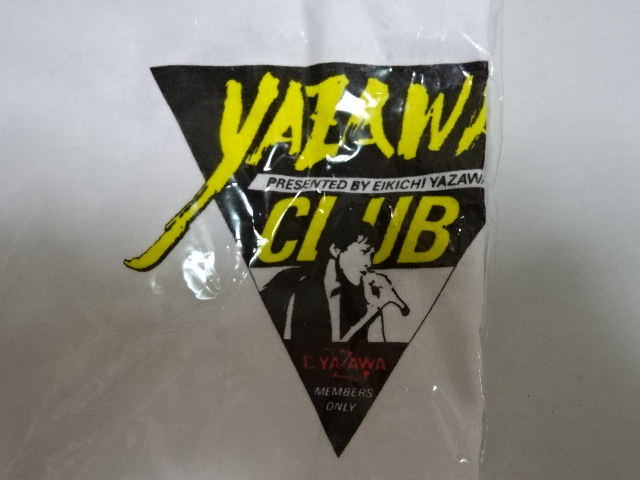 YAZAWA
PRESENTED BY EIKICHI YAZAWA
CLUB
E.YAZAWA
MEMBERS
ONLY